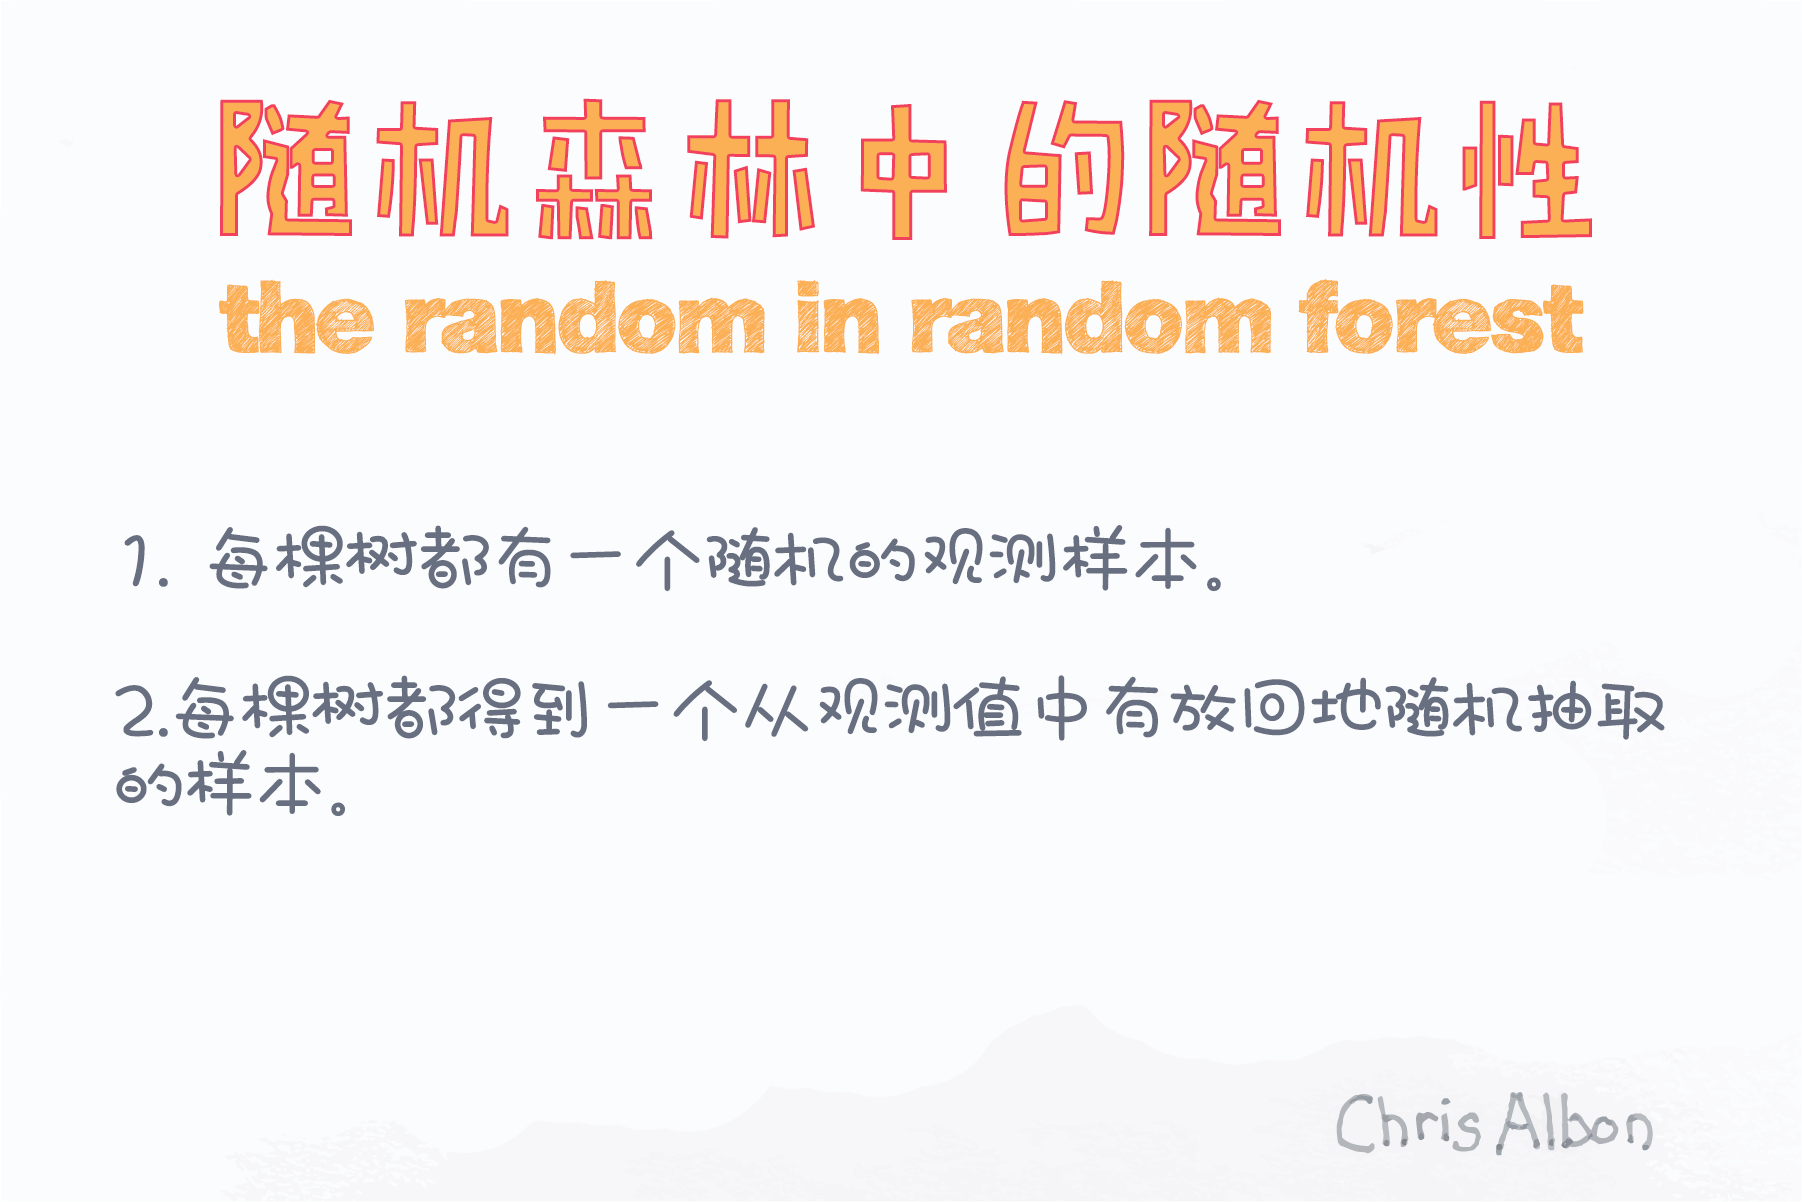 随机森林中的随机性
the random in random forest
1. 每棵树都有一个随机的观测样本。
2.每棵树都得到一个从观测值中有放回地随机抽取
的样本。
Chris Albon